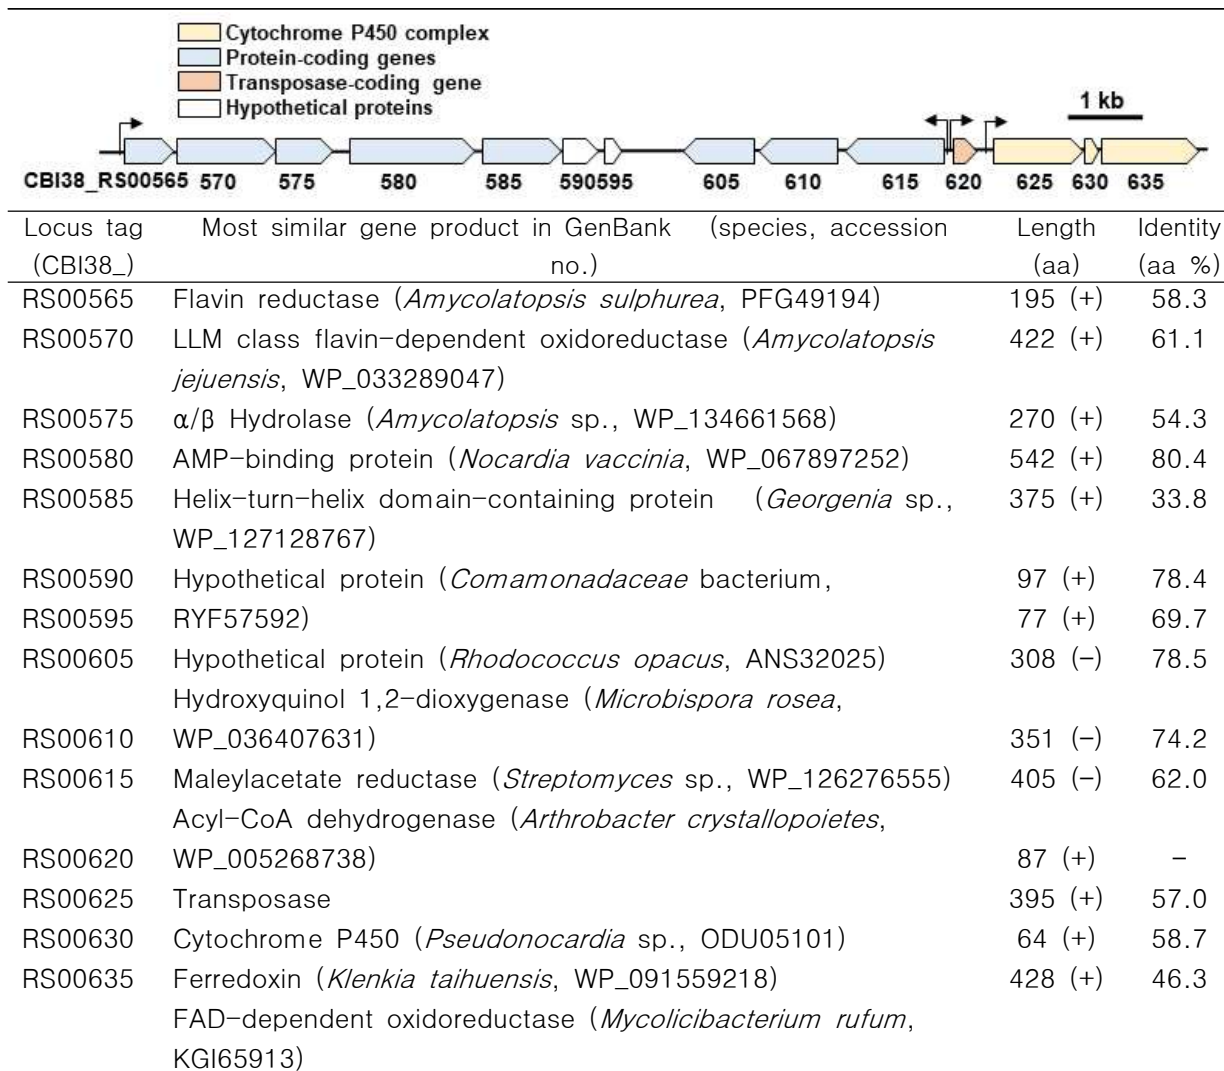 Cytochrome P450 complex
Protein-coding genes
Transposase-coding gene
Hypothetical proteins
1 kb
CBI38_RS00565 570 575 580 585 590595 605 610 615 620 625 630 635
Locus tag Most similar gene product in GenBank (species, accession Length Identity
(CBI38_) no.) (aa) (aa %)
RS00565 Flavin reductase (Amycolatopsis sulphurea, PFG49194) 195 (+) 58.3
RS00570 LLM class flavin-dependent oxidoreductase (Amycolatopsis 422 (+) 61.1
jejuensis, WP_033289047)
RS00575 α/β Hydrolase (Amycolatopsis sp., WP_134661568) 270 (+) 54.3
RS00580 AMP-binding protein (Nocardia vaccinia, WP_067897252) 542 (+) 80.4
RS00585 Helix-turn-helix domain-containing protein (Georgenia sp., 375 (+) 33.8
WP_127128767)
RS00590 Hypothetical protein (Comamonadaceae bacterium, 97 (+) 78.4
RS00595 RYF57592) 77 (+) 69.7
RS00605 Hypothetical protein (Rhodococcus opacus, ANS32025) 308 (-) 78.5
Hydroxyquinol 1,2-dioxygenase (Microbispora rosea,
RS00610 WP_036407631) 351 (-) 74.2
RS00615 Maleylacetate reductase (Streptomyces sp., WP_126276555) 405 (-) 62.0
Acyl-CoA dehydrogenase (Arthrobacter crystallopoietes,
RS00620 WP_005268738) 87 (+) -
RS00625 Transposase 395 (+) 57.0
RS00630 Cytochrome P450 (Pseudonocardia sp., ODU05101) 64 (+) 58.7
RS00635 Ferredoxin (Klenkia taihuensis, WP_091559218) 428 (+) 46.3
FAD-dependent oxidoreductase (Mycolicibacterium rufum,
KGI65913)